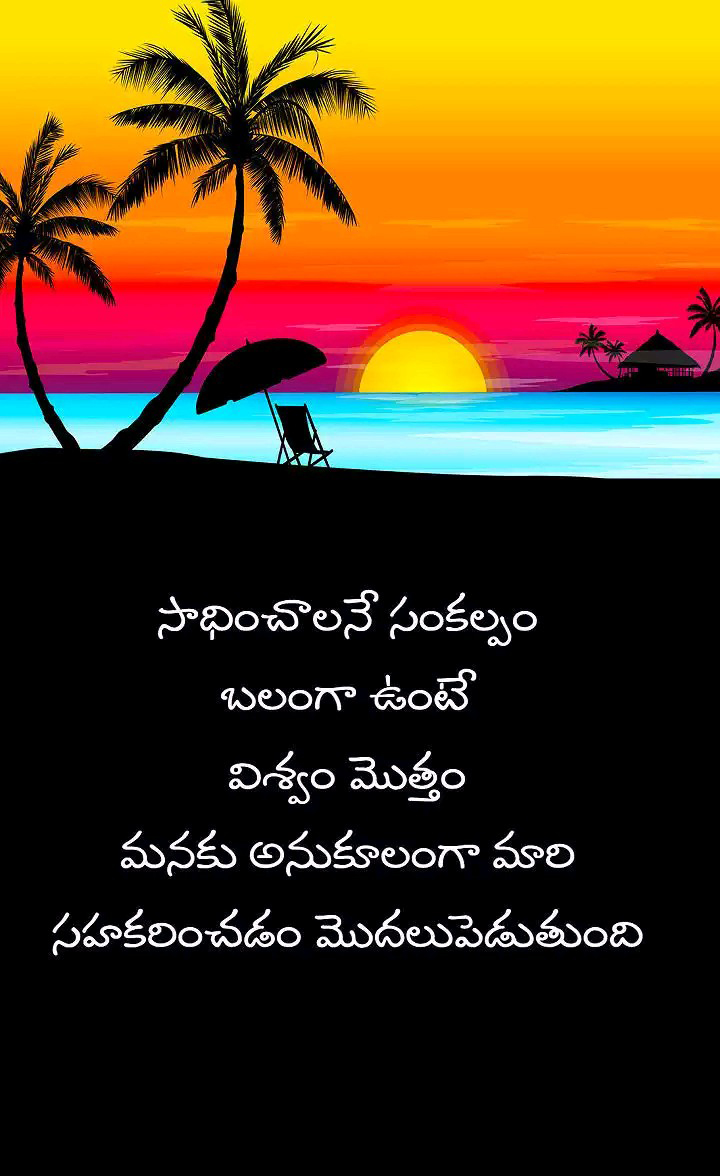 సాధించాలనే సంకల్పం
బలంగా ఉంటే
విశ్వం మొత్తం
మనకు అనుకూలంగా మారి
సహకరించడం మొదలుపెడుతుంది